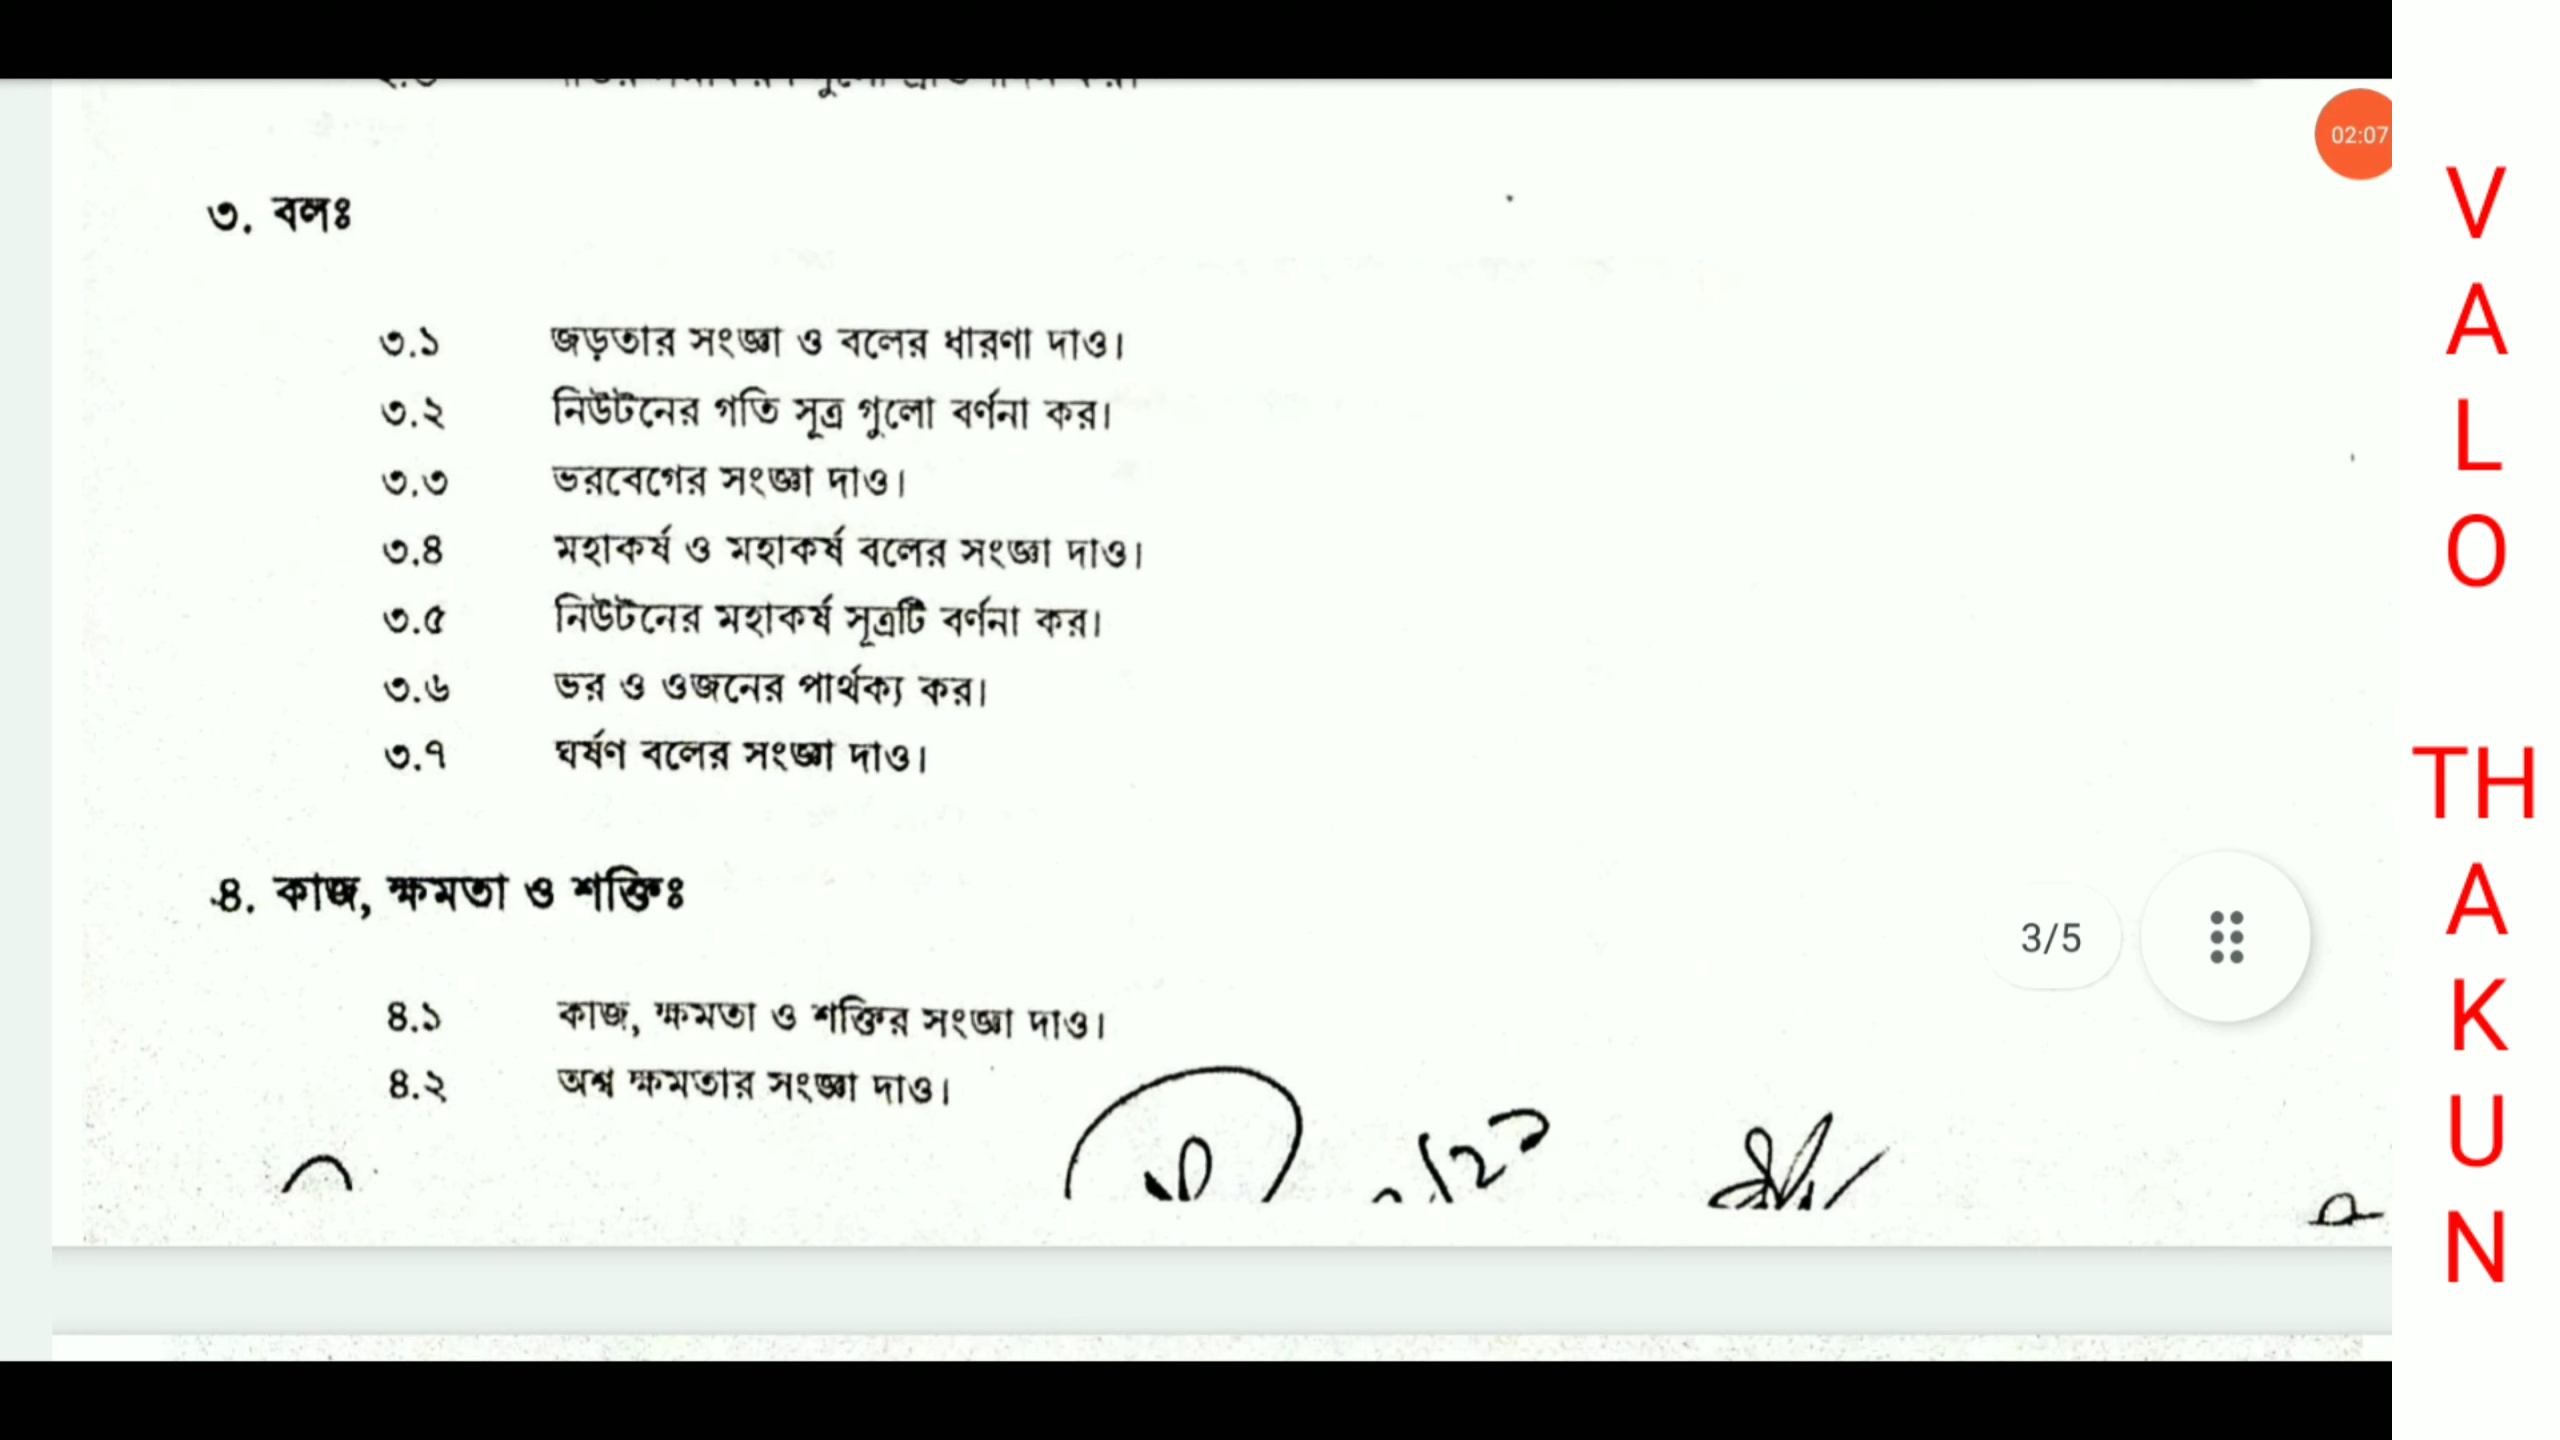 ৩. বলঃ
৩.১ জড়তার সংজ্ঞা ও বলের ধারণা দাও।
৩.২ নিউটনের গতি সূত্র গুলো বর্ণনা কর।
৩.৩ ভরবেগের সংজ্ঞা দাও।
৩.৪ মহাকর্ষ ও মহাকর্ষ বলের সংজ্ঞা দাও।
৩.৫ নিউটনের মহাকর্ষ সূত্রটি বর্ণনা কর।
৩.৬ ভর ও ওজনের পার্থক্য কর।
৩.৭ ঘর্ষণ বলের সংজ্ঞা দাও।
৪. কাজ, ক্ষমতা ও শক্তিঃ
৪.১ কাজ, ক্ষমতা ও শক্তির সংজ্ঞা দাও।
৪.২ অশ্ব ক্ষমতার সংজ্ঞা দাও।
02:07
3/5
V
A
L
O
TH
A
K
U
N